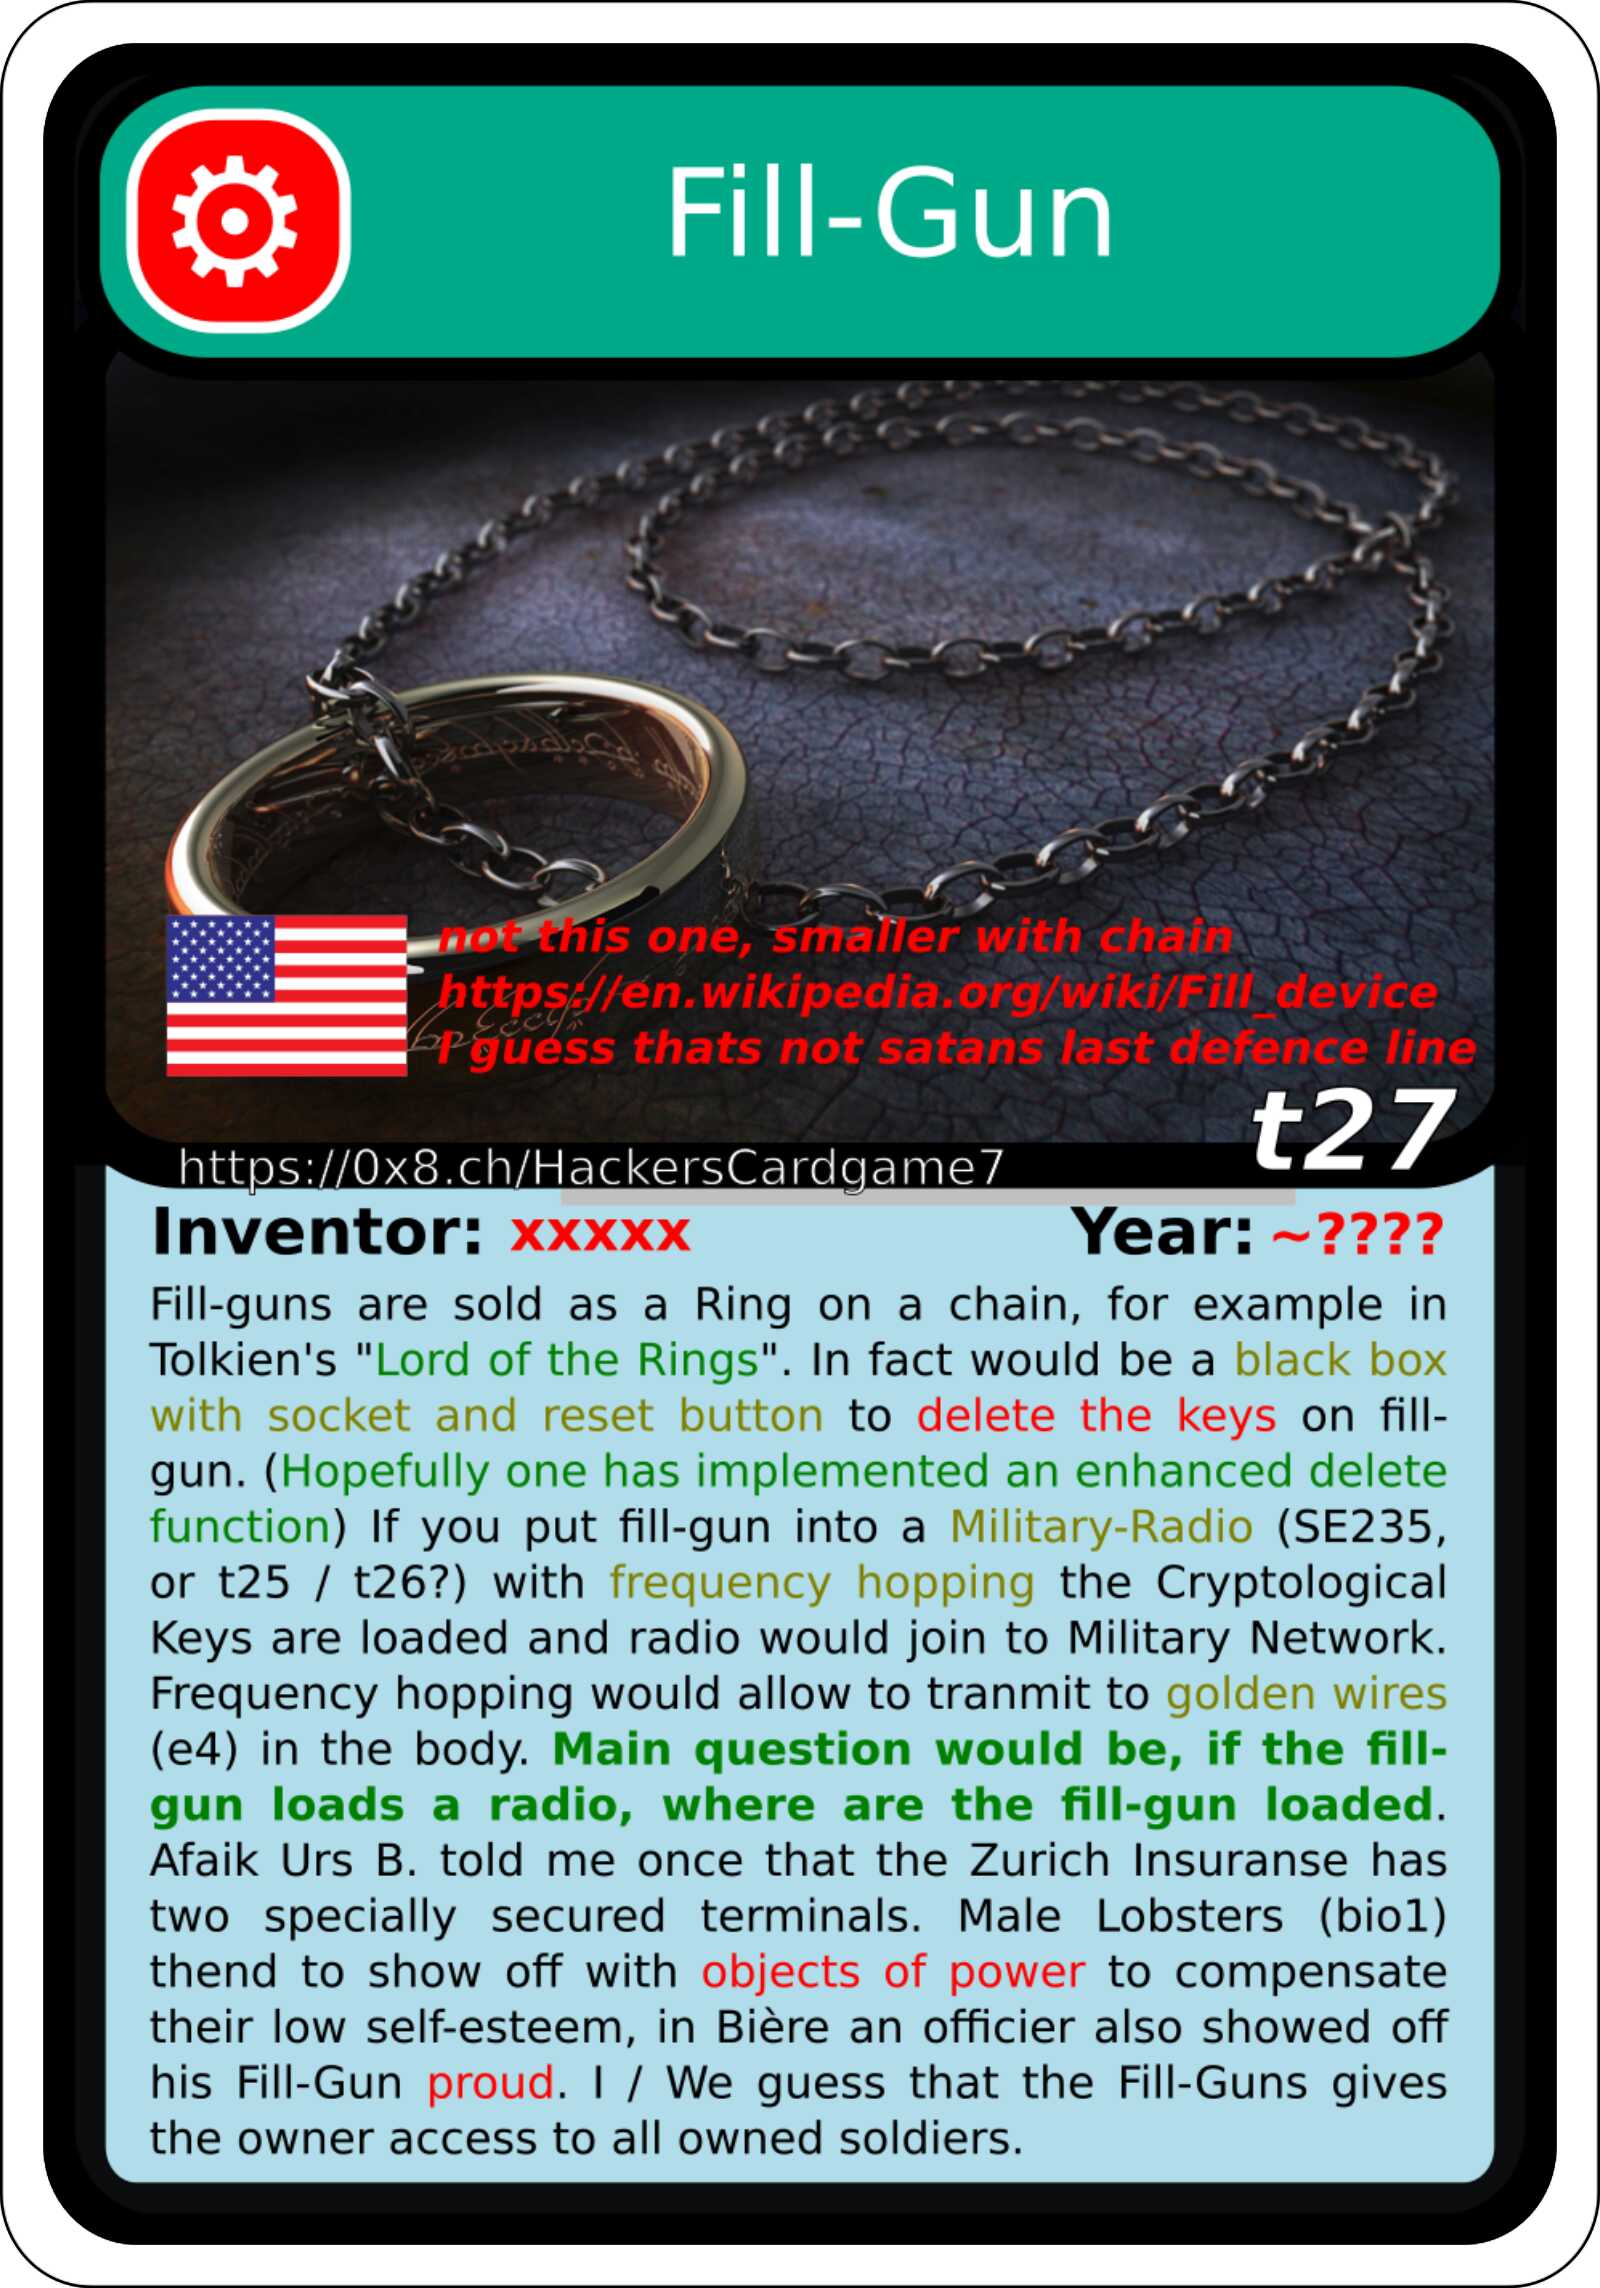 Fill-Gun
not this one, smaller with chain
https://en.wikipedia.org/wiki/Fill_device
I guess thats not satans last defence line
t27
https://0x8.ch/HackersCardgame7
Inventor: xxxxx Year: ~????
Fill-guns are sold as a Ring on a chain, for example in
Tolkien's "Lord of the Rings". In fact would be a black box
with socket and reset button to delete the keys on fill-
gun. (Hopefully one has implemented an enhanced delete
function) If you put fill-gun into a Military-Radio (SE235,
or t25 / t26?) with frequency hopping the Cryptological
Keys are loaded and radio would join to Military Network.
Frequency hopping would allow to tranmit to golden wires
(e4) in the body. Main question would be, if the fill-
gun loads a radio, where are the fill-gun loaded.
Afaik Urs B. told me once that the Zurich Insuranse has
two specially secured terminals. Male Lobsters (bio1)
thend to show off with objects of power to compensate
their low self-esteem, in Bière an officier also showed off
his Fill-Gun proud. I / We guess that the Fill-Guns gives
the owner access to all owned soldiers.